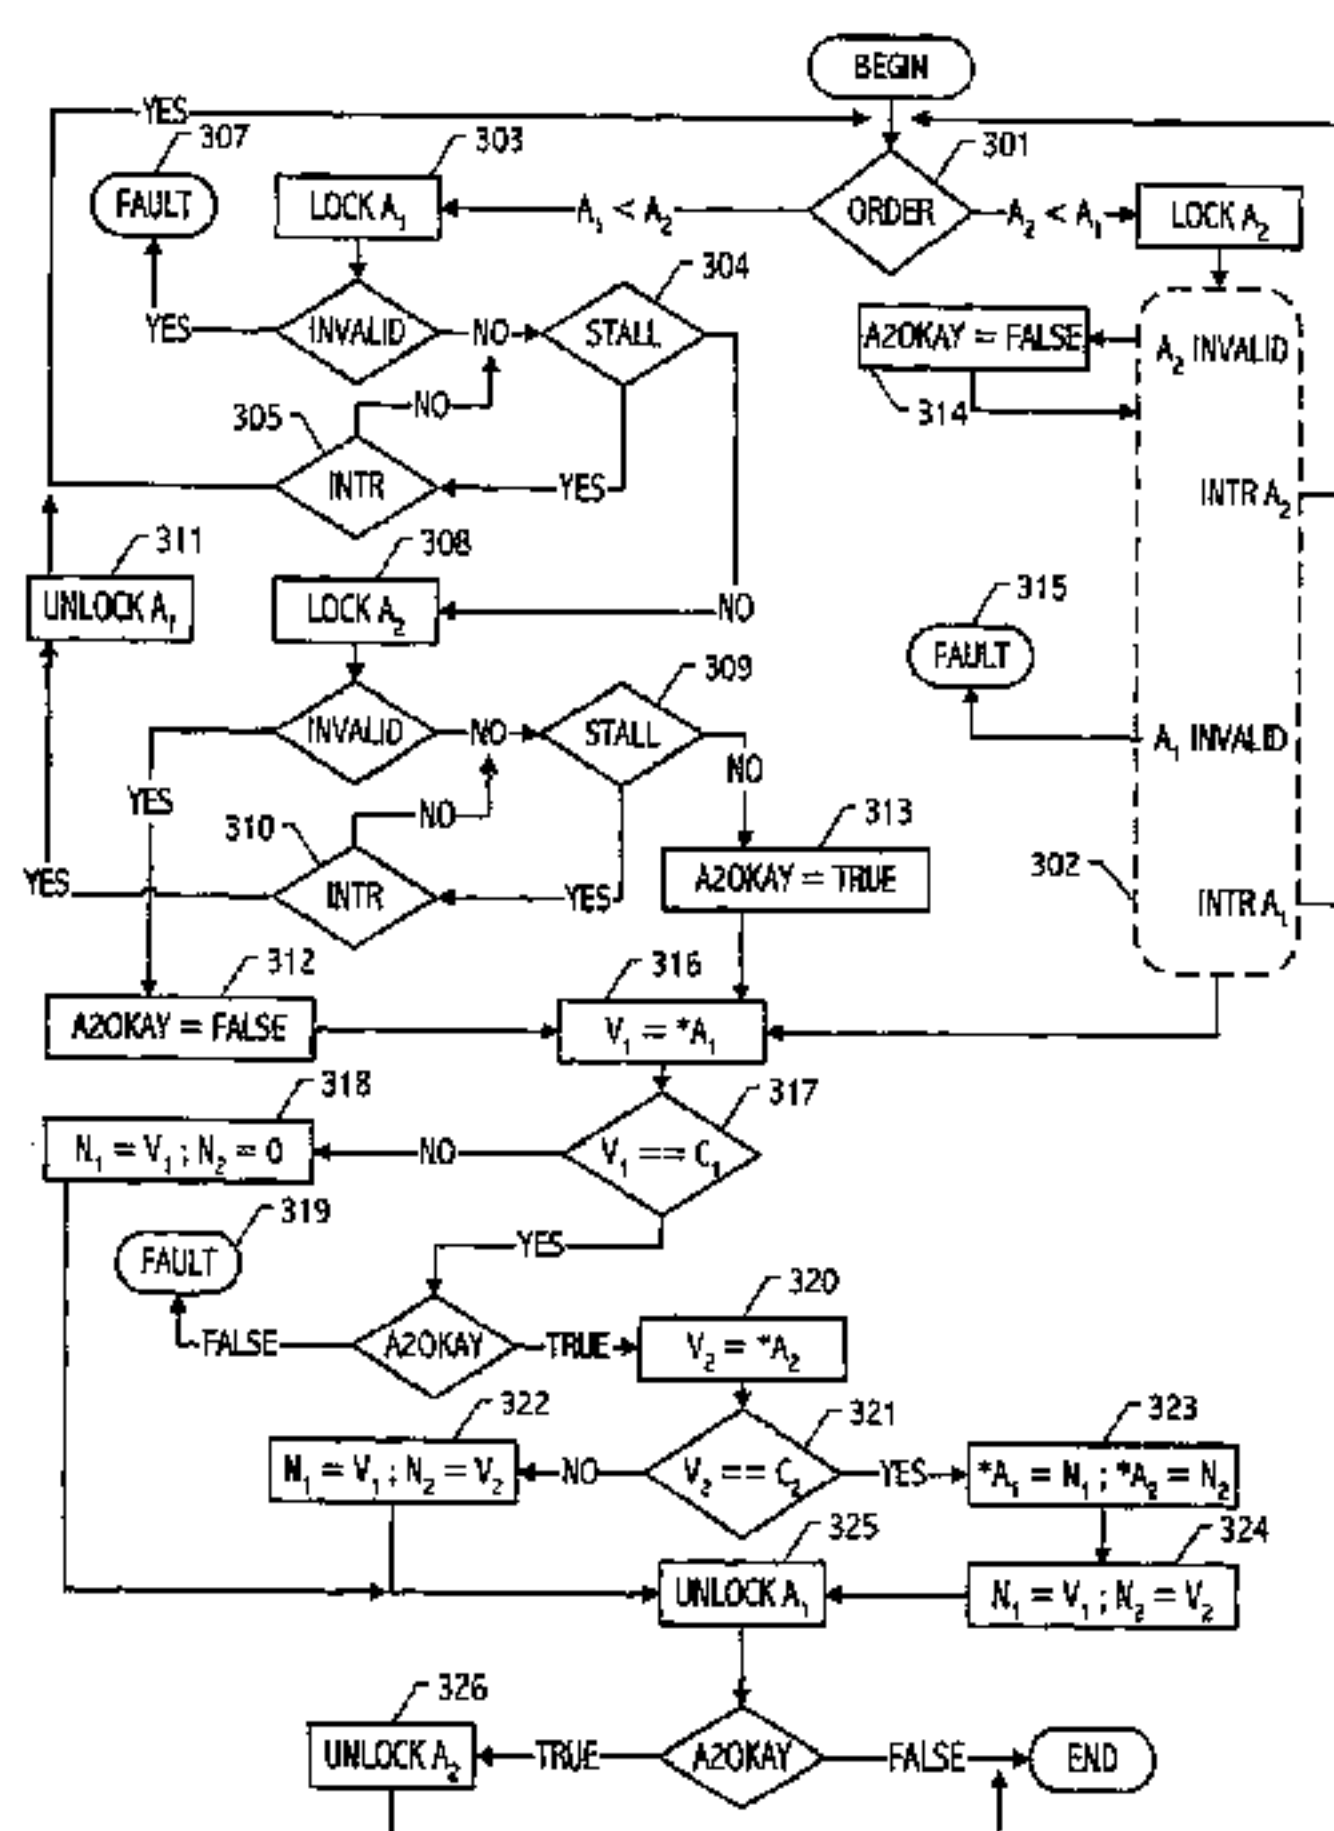 BEGIN
YES
307
303
301
FAULT
LOCK A₁
A₁ < A₂
ORDER
A₂ < A₁
LOCK A₂
304
YES
INVALID
NO
STALL
A2OKAY = FALSE
A₂ INVALID
314
305
NO
INTR
YES
INTR A₂
311
308
UNLOCK A₁
LOCK A₂
NO
315
FAULT
309
INVALID
NO
STALL
NO
A₁ INVALID
YES
310
NO
313
YES
INTR
YES
A2OKAY = TRUE
302
INTR A₁
312
316
A2OKAY = FALSE
V₁ = *A₁
318
317
N₁ = V₁ ; N₂ = 0
NO
V₁ == C₁
319
YES
FAULT
320
FALSE
A2OKAY
TRUE
V₂ = *A₂
322
321
323
N₁ = V₁ ; N₂ = V₂
NO
V₂ == C₂
YES
*A₁ = N₁ ; *A₂ = N₂
325
324
UNLOCK A₁
N₁ = V₁ ; N₂ = V₂
326
UNLOCK A₂
TRUE
A2OKAY
FALSE
END